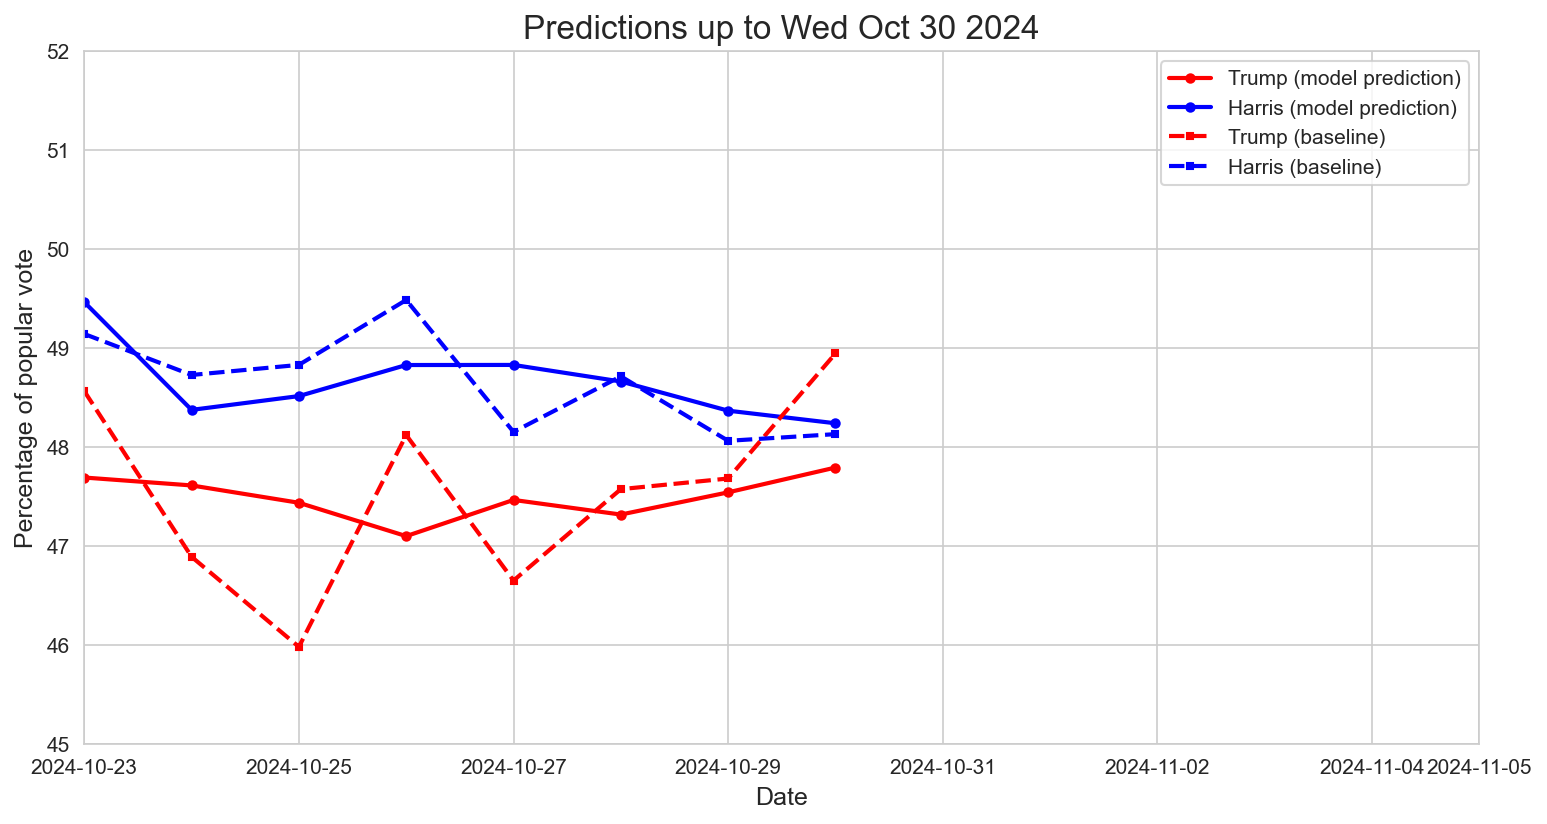 Predictions up to Wed Oct 30 2024
Trump (model prediction)
Harris (model prediction)
Trump (baseline)
Harris (baseline)
Percentage of popular vote
52
51
50
49
48
47
46
45
2024-10-23 2024-10-25 2024-10-27 2024-10-29 2024-10-31 2024-11-02 2024-11-04 2024-11-05
Date